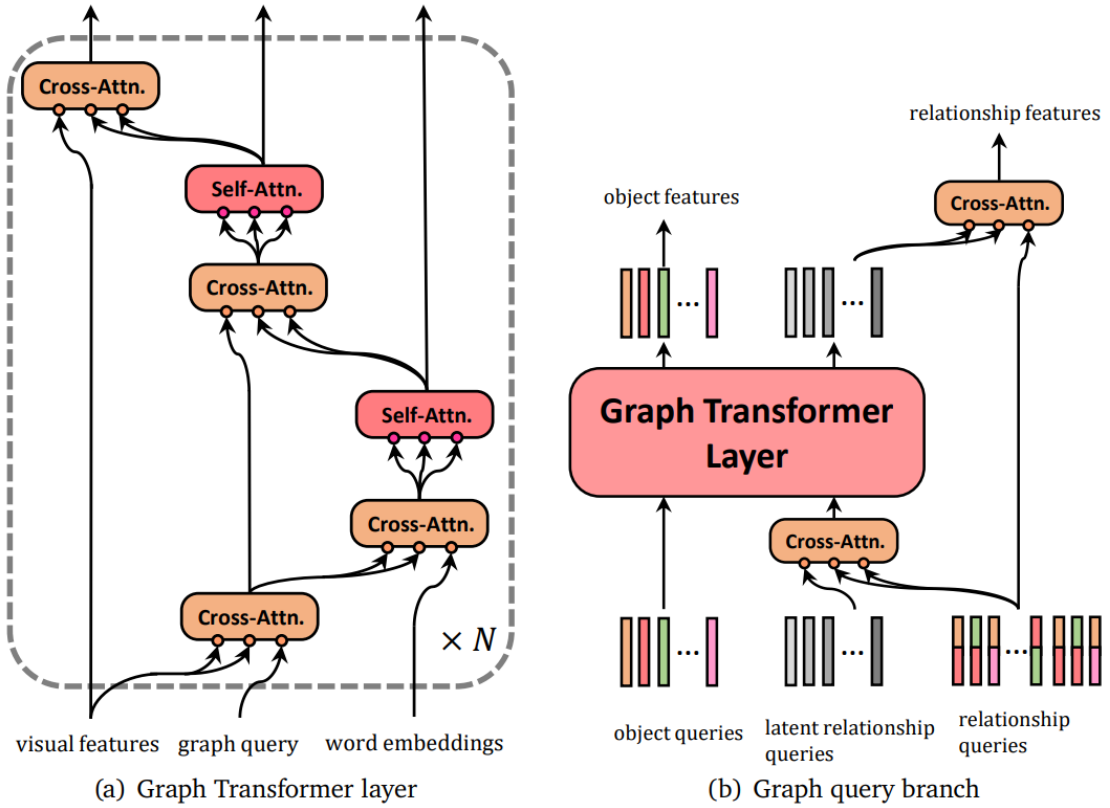 Cross-Attn.
Self-Attn.
Cross-Attn.
Self-Attn.
Cross-Attn.
Cross-Attn.
× N
visual features
graph query
word embeddings
(a) Graph Transformer layer
relationship features
Cross-Attn.
object features
...
...
Graph Transformer
Layer
Cross-Attn.
...
...
...
object queries
latent relationship
queries
relationship
queries
(b) Graph query branch